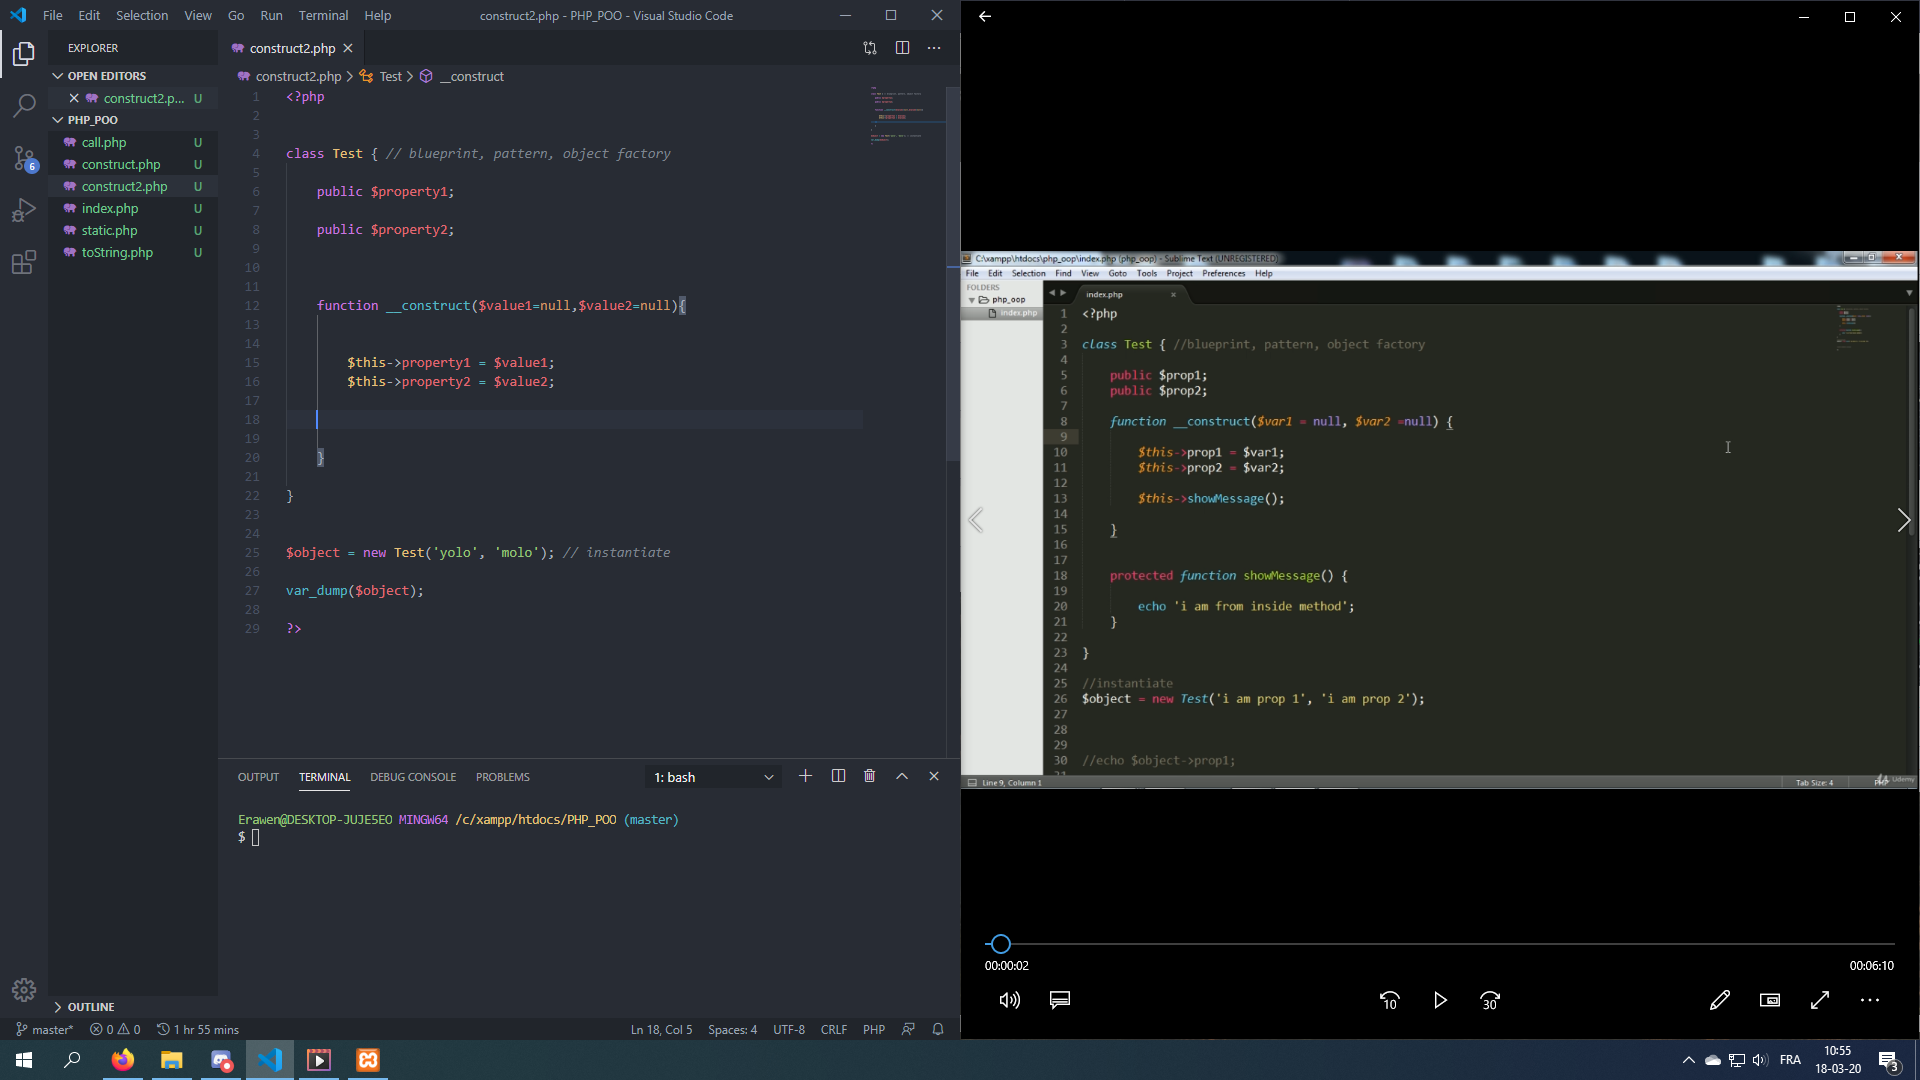 File Edit Selection View Go Run Terminal Help
construct2.php - PHP_POO - Visual Studio Code
EXPLORER
OPEN EDITORS
construct2.p... U
PHP_POO
call.php U
construct.php U
construct2.php U
index.php U
static.php U
toString.php U
OUTLINE
6
construct2.php
construct2.php > Test > __construct
1 <?php
2
3
4 class Test { // blueprint, pattern, object factory
5
6 public $property1;
7
8 public $property2;
9
10
11
12 function __construct($value1=null,$value2=null){
13
14
15 $this->property1 = $value1;
16 $this->property2 = $value2;
17
18
19
20 }
21
22 }
23
24
25 $object = new Test('yolo', 'molo'); // instantiate
26
27 var_dump($object);
28
29 ?>
OUTPUT TERMINAL DEBUG CONSOLE PROBLEMS
1: bash
Erawen@DESKTOP-JUJE5EO MINGW64 /c/xampp/htdocs/PHP_POO (master)
$
master* 0 0 1 hr 55 mins
Ln 18, Col 5 Spaces: 4 UTF-8 CRLF PHP
C:\xampp\htdocs\php_oop\index.php (php_oop) - Sublime Text (UNREGISTERED)
File Edit Selection Find View Goto Tools Project Preferences Help
FOLDERS
php_oop
index.php
index.php
1 <?php
2
3 class Test { //blueprint, pattern, object factory
4
5 public $prop1;
6 public $prop2;
7
8 function __construct($var1 = null, $var2 =null) {
9
10 $this->prop1 = $var1;
11 $this->prop2 = $var2;
12
13 $this->showMessage();
14
15 }
16
17
18 protected function showMessage() {
19
20 echo 'i am from inside method';
21 }
22
23 }
24
25 //instantiate
26 $object = new Test('i am prop 1', 'i am prop 2');
27
28
29
30 //echo $object->prop1;
31
Line 9, Column 1
Tab Size: 4
PHP
Udemy
00:00:02
00:06:10
10
30
FRA
10:55
18-03-20
3